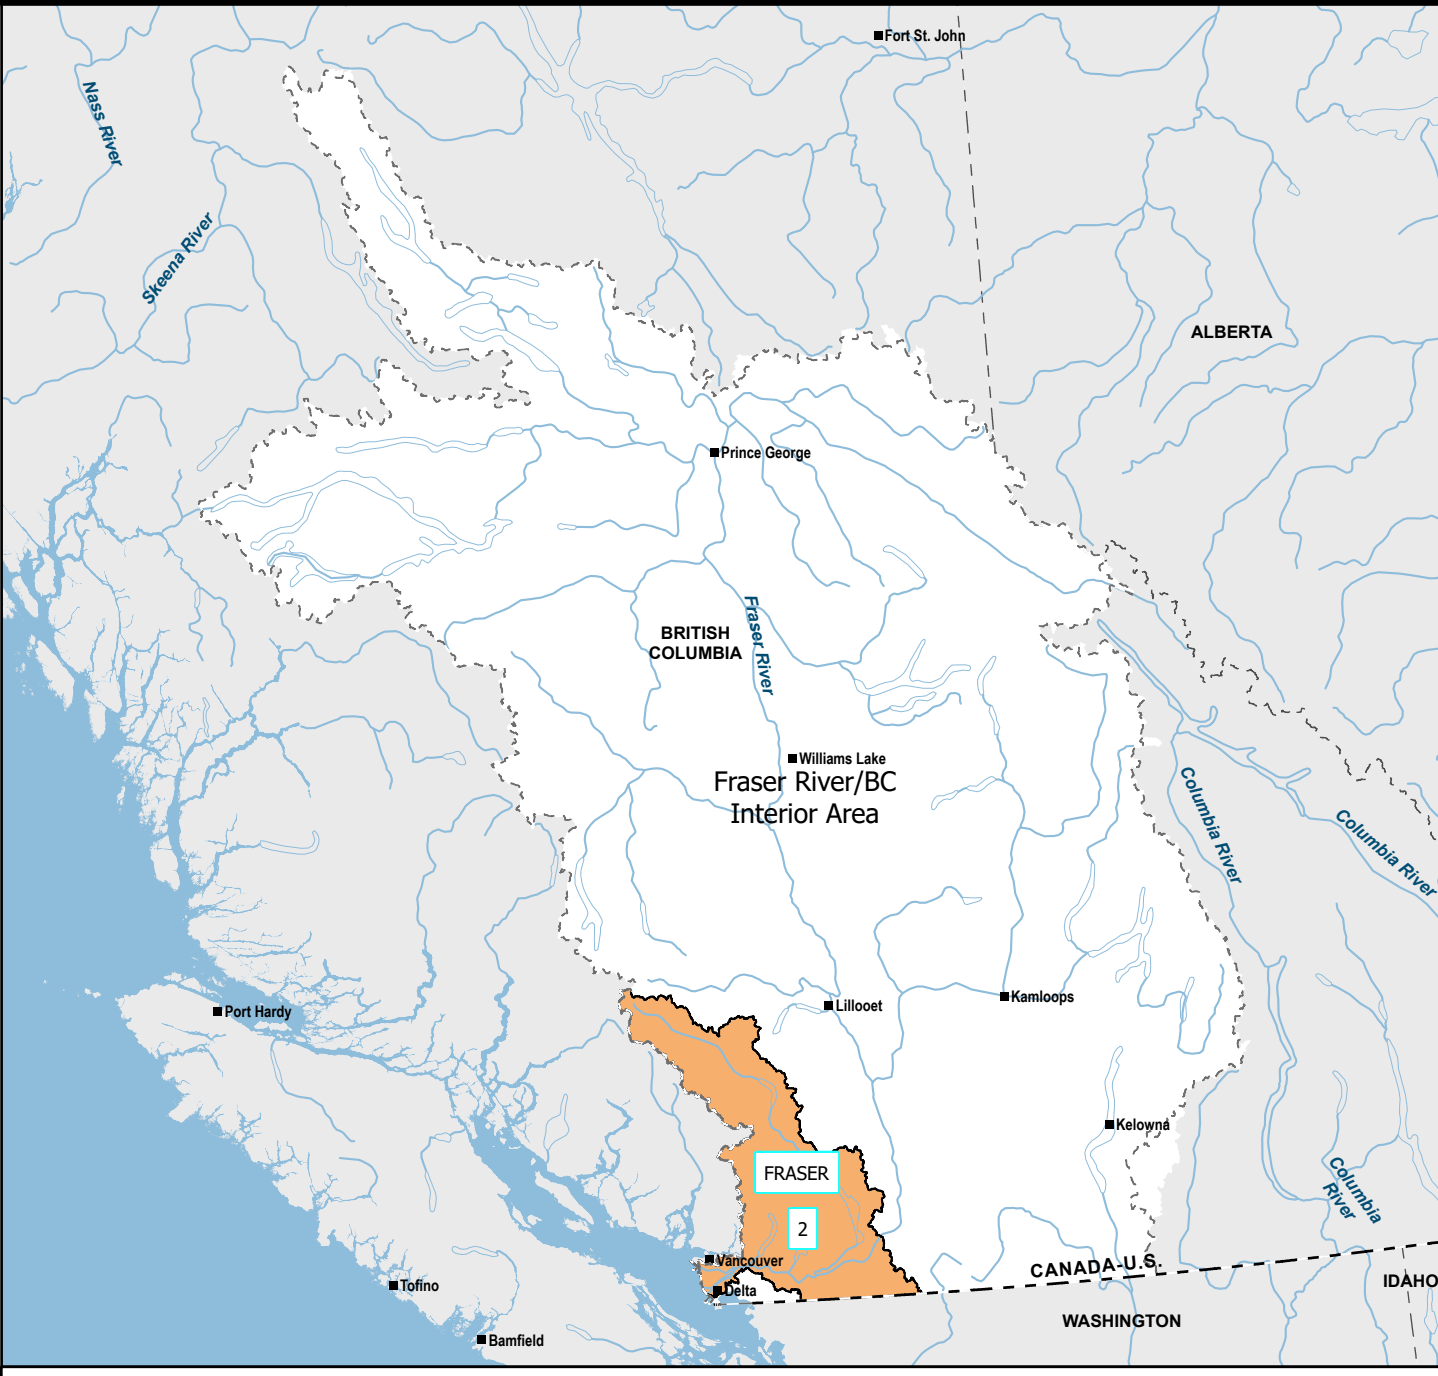 Fort St. John
Nass River
Skeena River
ALBERTA
Prince George
Fraser River
BRITISH
COLUMBIA
Williams Lake
Fraser River/BC
Interior Area
Columbia River
Columbia River
Port Hardy
Lillooet
Kamloops
Kelowna
FRASER
2
Columbia
River
Vancouver
CANADA-U.S.
Tofino
Delta
IDAHO
WASHINGTON
Bamfield